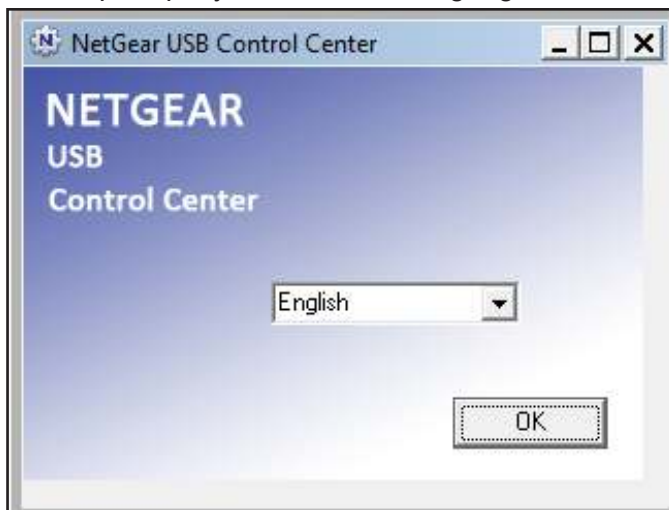 NetGear USB Control Center
NETGEAR
USB
Control Center
English
OK